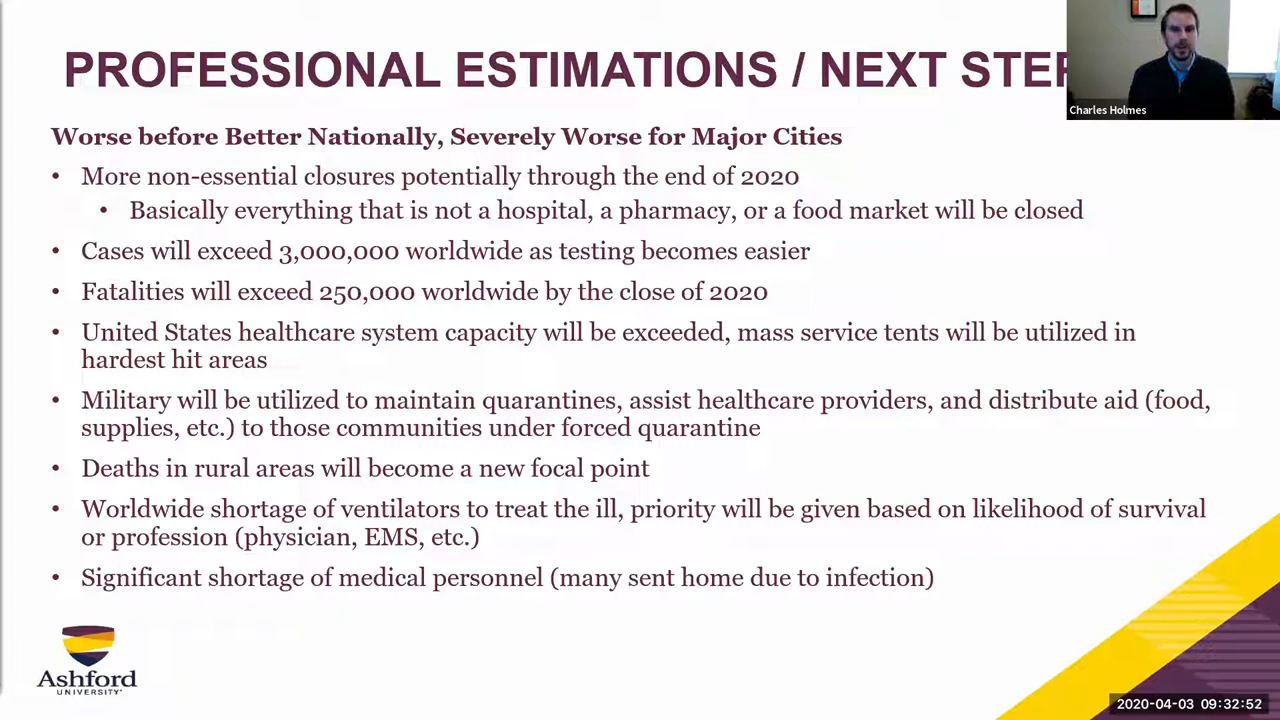 PROFESSIONAL ESTIMATIONS / NEXT STEP
Charles Holmes
Worse before Better Nationally, Severely Worse for Major Cities
• More non-essential closures potentially through the end of 2020
• Basically everything that is not a hospital, a pharmacy, or a food market will be closed
• Cases will exceed 3,000,000 worldwide as testing becomes easier
• Fatalities will exceed 250,000 worldwide by the close of 2020
• United States healthcare system capacity will be exceeded, mass service tents will be utilized in
hardest hit areas
• Military will be utilized to maintain quarantines, assist healthcare providers, and distribute aid (food,
supplies, etc.) to those communities under forced quarantine
• Deaths in rural areas will become a new focal point
• Worldwide shortage of ventilators to treat the ill, priority will be given based on likelihood of survival
or profession (physician, EMS, etc.)
• Significant shortage of medical personnel (many sent home due to infection)
Ashford
UNIVERSITY
2020-04-03 09:32:52